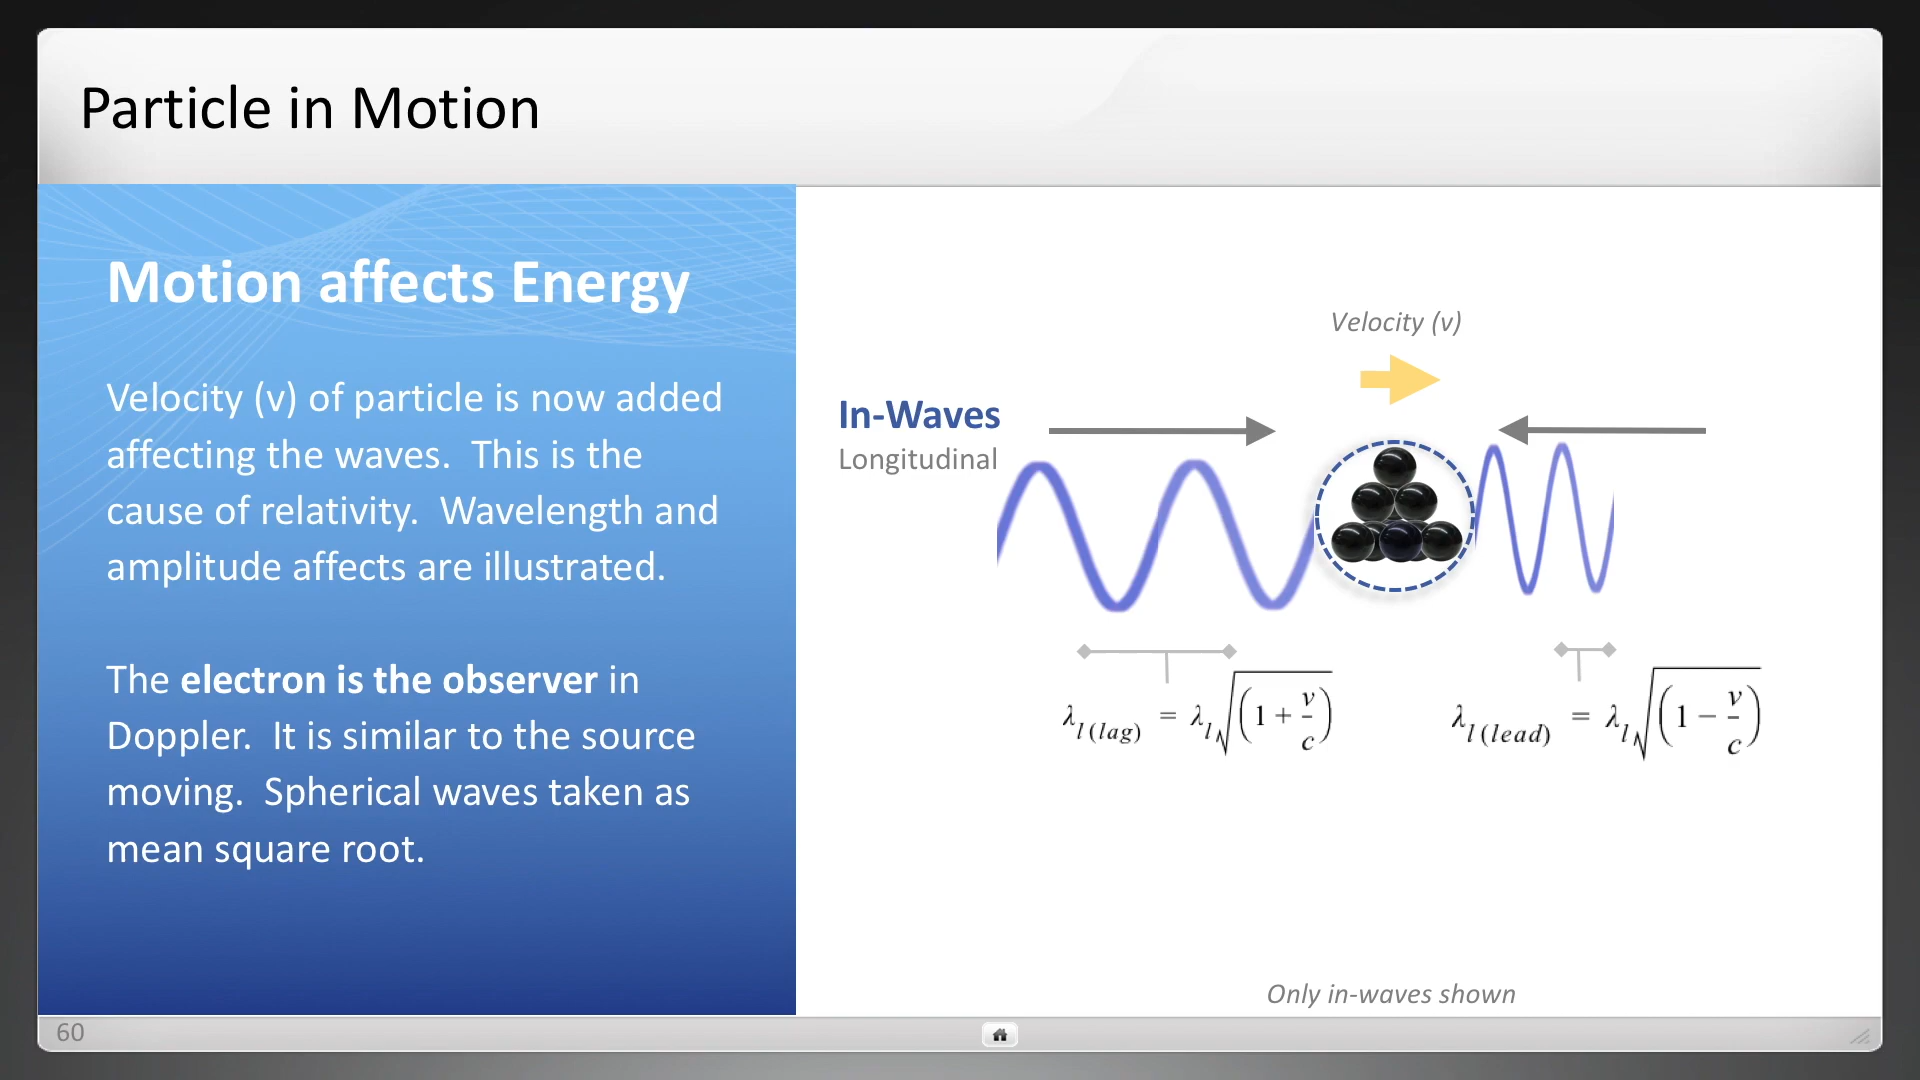 Particle in Motion
Motion affects Energy
Velocity (v) of particle is now added
affecting the waves.  This is the
cause of relativity.  Wavelength and
amplitude affects are illustrated.
The electron is the observer in
Doppler.  It is similar to the source
moving.  Spherical waves taken as
mean square root.
Velocity (v)
In-Waves
Longitudinal
λ_{l(lag)} = λ_l √(1 + v/c)
λ_{l(lead)} = λ_l √(1 − v/c)
Only in-waves shown
60